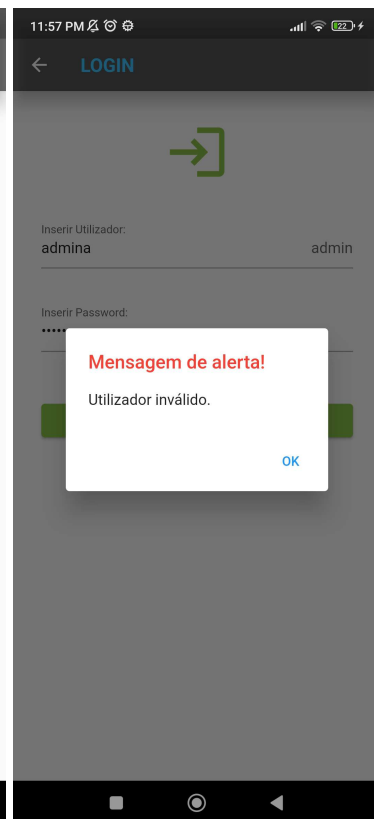 11:57 PM
22
LOGIN
Inserir Utilizador:
admina admin
Inserir Password:
Mensagem de alerta!
Utilizador inválido.
OK